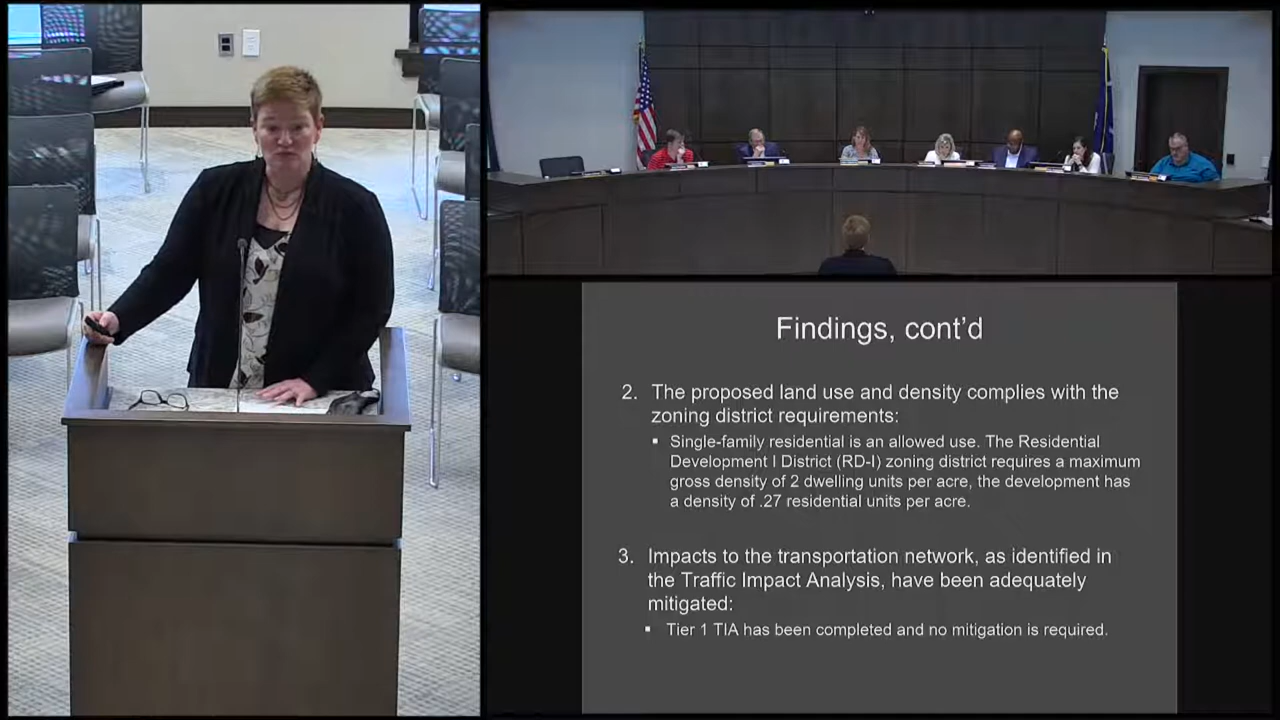 Findings, cont’d
2. The proposed land use and density complies with the
zoning district requirements:
▪ Single-family residential is an allowed use. The Residential
Development I District (RD-I) zoning district requires a maximum
gross density of 2 dwelling units per acre, the development has
a density of .27 residential units per acre.
3. Impacts to the transportation network, as identified in
the Traffic Impact Analysis, have been adequately
mitigated:
▪ Tier 1 TIA has been completed and no mitigation is required.